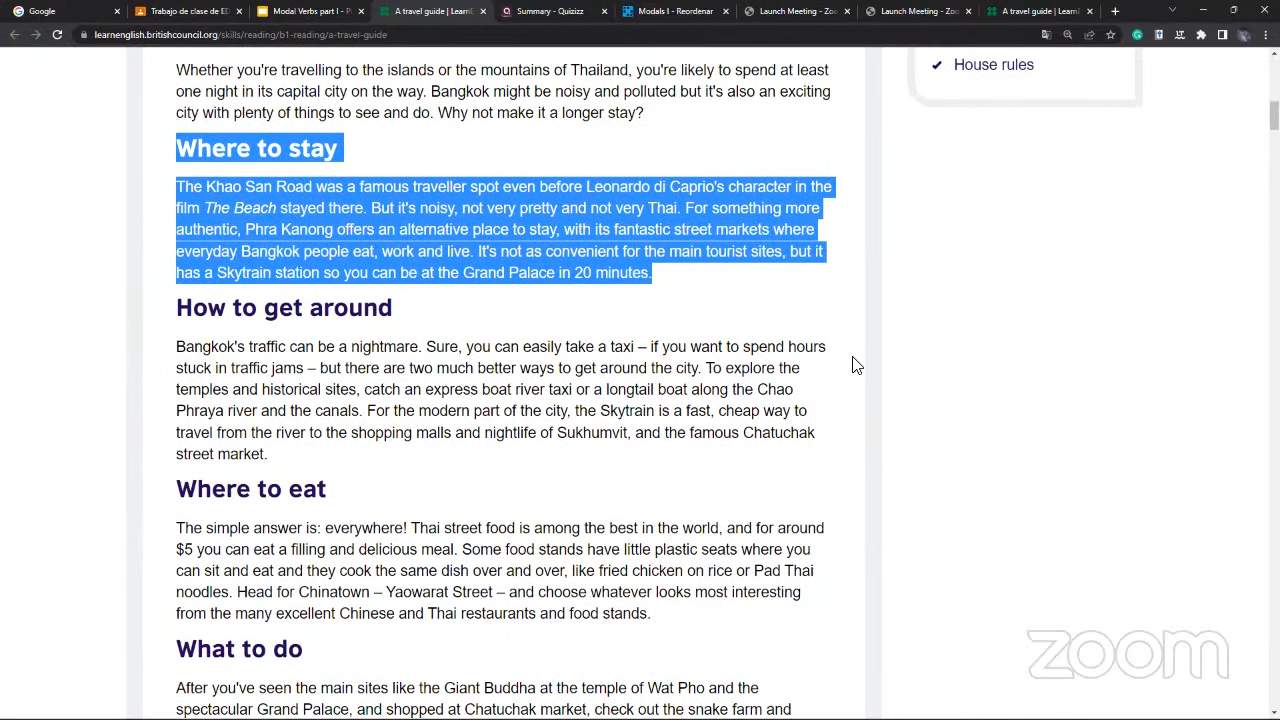 Google
Trabajo de clase de E
Modal Verbs part I - P
A travel guide | Learn
Summary - Quizizz
Modals I - Reordenar
Launch Meeting - Zoo
Launch Meeting - Zoo
A travel guide | Learn
learnenglish.britishcouncil.org/skills/reading/b1-reading/a-travel-guide
House rules
Whether you're travelling to the islands or the mountains of Thailand, you're likely to spend at least
one night in its capital city on the way. Bangkok might be noisy and polluted but it's also an exciting
city with plenty of things to see and do. Why not make it a longer stay?
Where to stay
The Khao San Road was a famous traveller spot even before Leonardo di Caprio's character in the
film The Beach stayed there. But it's noisy, not very pretty and not very Thai. For something more
authentic, Phra Kanong offers an alternative place to stay, with its fantastic street markets where
everyday Bangkok people eat, work and live. It's not as convenient for the main tourist sites, but it
has a Skytrain station so you can be at the Grand Palace in 20 minutes.
How to get around
Bangkok's traffic can be a nightmare. Sure, you can easily take a taxi – if you want to spend hours
stuck in traffic jams – but there are two much better ways to get around the city. To explore the
temples and historical sites, catch an express boat river taxi or a longtail boat along the Chao
Phraya river and the canals. For the modern part of the city, the Skytrain is a fast, cheap way to
travel from the river to the shopping malls and nightlife of Sukhumvit, and the famous Chatuchak
street market.
Where to eat
The simple answer is: everywhere! Thai street food is among the best in the world, and for around
$5 you can eat a filling and delicious meal. Some food stands have little plastic seats where you
can sit and eat and they cook the same dish over and over, like fried chicken on rice or Pad Thai
noodles. Head for Chinatown – Yaowarat Street – and choose whatever looks most interesting
from the many excellent Chinese and Thai restaurants and food stands.
What to do
After you've seen the main sites like the Giant Buddha at the temple of Wat Pho and the
spectacular Grand Palace, and shopped at Chatuchak market, check out the snake farm and
zoom